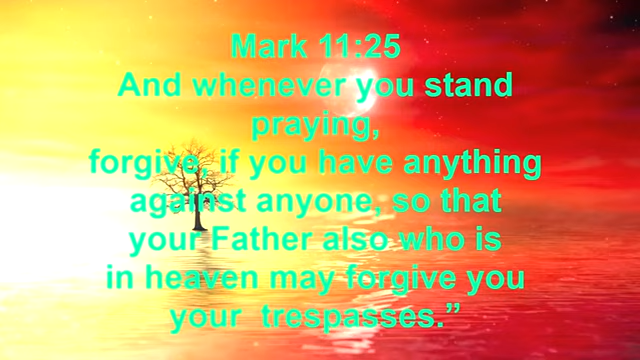 Mark 11:25
And whenever you stand
praying,
forgive, if you have anything
against anyone, so that
your Father also who is
in heaven may forgive you
your  trespasses.”